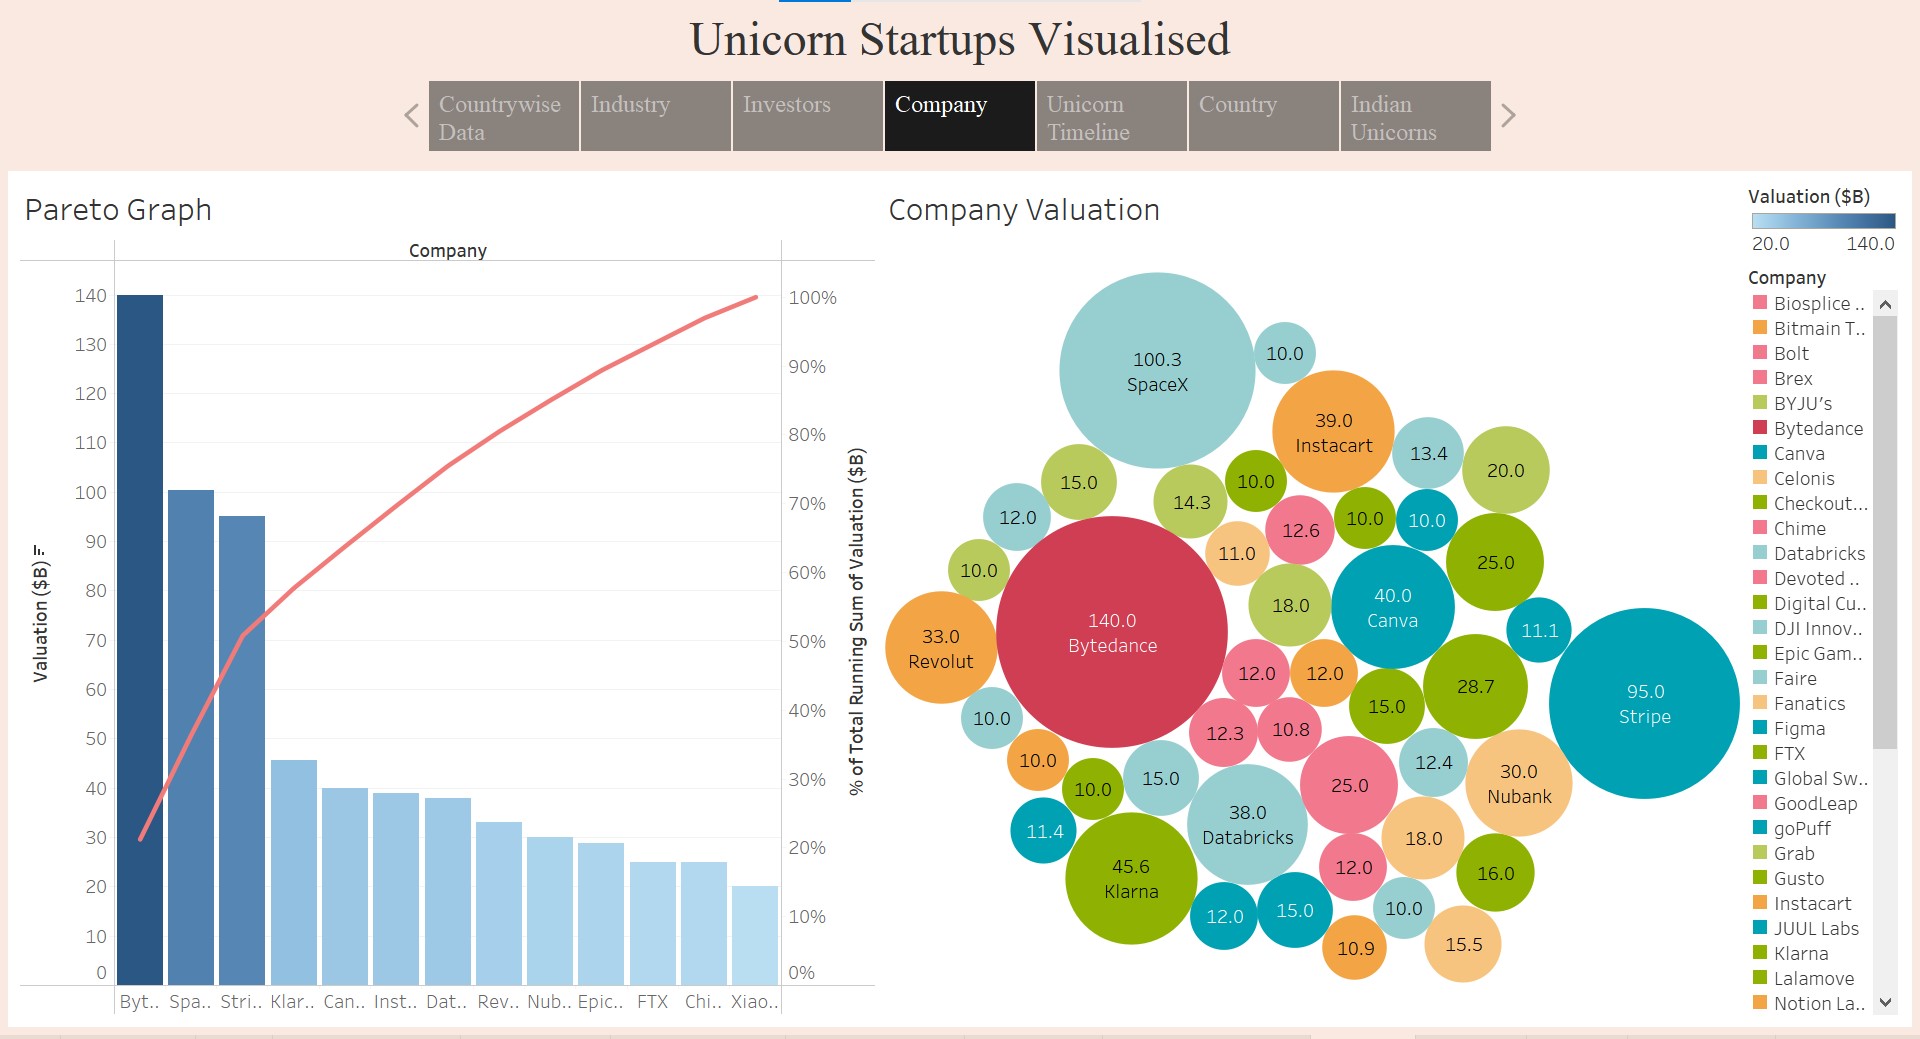 Unicorn Startups Visualised
Countrywise
Data
Industry
Investors
Company
Unicorn
Timeline
Country
Indian
Unicorns
Pareto Graph
Company
Valuation ($B)
140
130
120
110
100
90
80
70
60
50
40
30
20
10
0
100%
90%
80%
70%
60%
50%
40%
30%
20%
10%
0%
% of Total Running Sum of Valuation ($B)
Byt..
Spa..
Stri..
Klar..
Can..
Inst..
Dat..
Rev..
Nub..
Epic..
FTX
Chi..
Xiao..
Company Valuation
100.3
SpaceX
10.0
39.0
Instacart
13.4
20.0
15.0
14.3
10.0
12.0
12.6
10.0
10.0
11.0
25.0
10.0
18.0
40.0
Canva
11.1
140.0
Bytedance
33.0
Revolut
12.0
12.0
15.0
28.7
95.0
Stripe
10.0
12.3
10.8
10.0
10.0
15.0
25.0
12.4
30.0
Nubank
11.4
38.0
Databricks
18.0
45.6
Klarna
12.0
16.0
12.0
15.0
10.0
10.9
15.5
Valuation ($B)
20.0
140.0
Company
Biosplice ..
Bitmain T..
Bolt
Brex
BYJU’s
Bytedance
Canva
Celonis
Checkout...
Chime
Databricks
Devoted ..
Digital Cu..
DJI Innov..
Epic Gam..
Faire
Fanatics
Figma
FTX
Global Sw..
GoodLeap
goPuff
Grab
Gusto
Instacart
JUUL Labs
Klarna
Lalamove
Notion La..